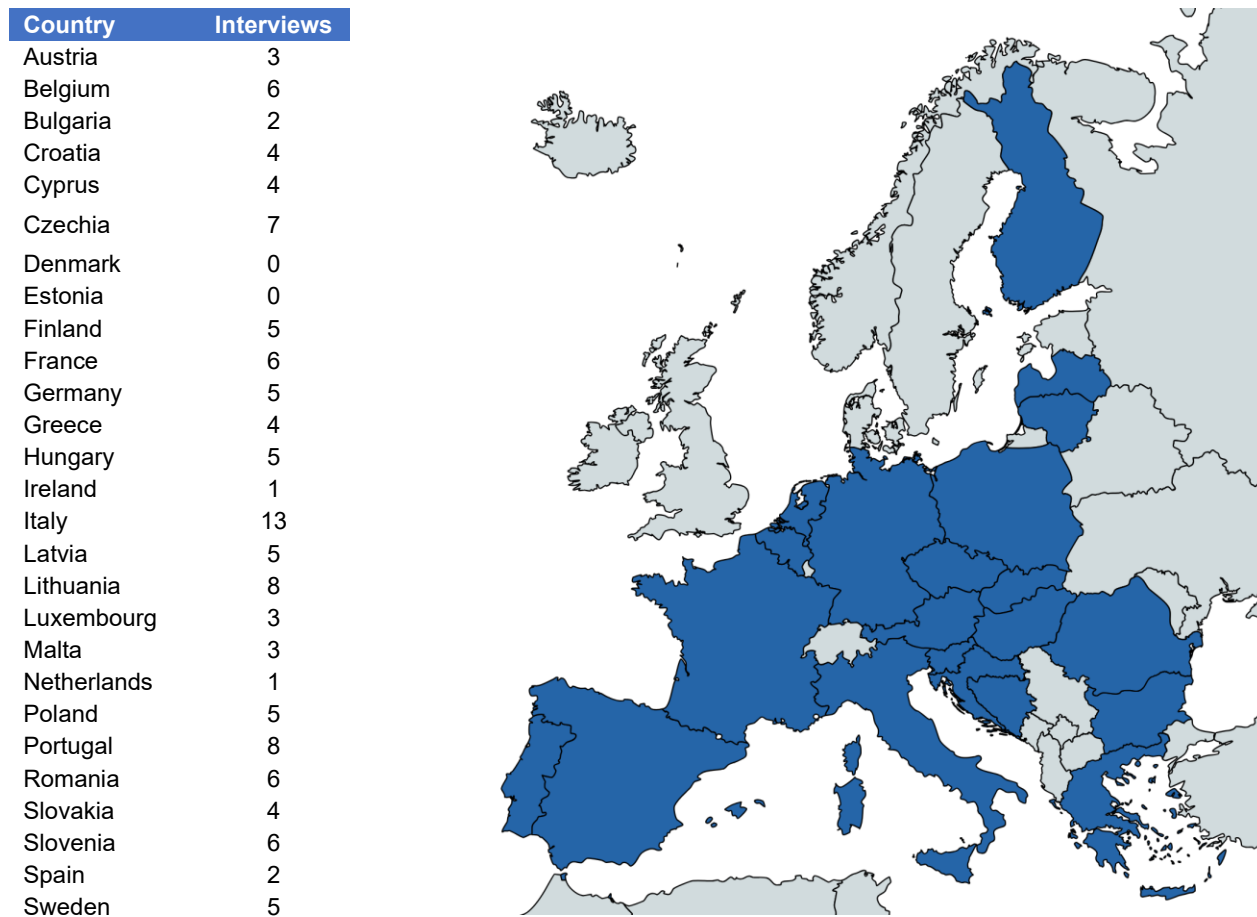 Country Interviews
Austria 3
Belgium 6
Bulgaria 2
Croatia 4
Cyprus 4
Czechia 7
Denmark 0
Estonia 0
Finland 5
France 6
Germany 5
Greece 4
Hungary 5
Ireland 1
Italy 13
Latvia 5
Lithuania 8
Luxembourg 3
Malta 3
Netherlands 1
Poland 5
Portugal 8
Romania 6
Slovakia 4
Slovenia 6
Spain 2
Sweden 5